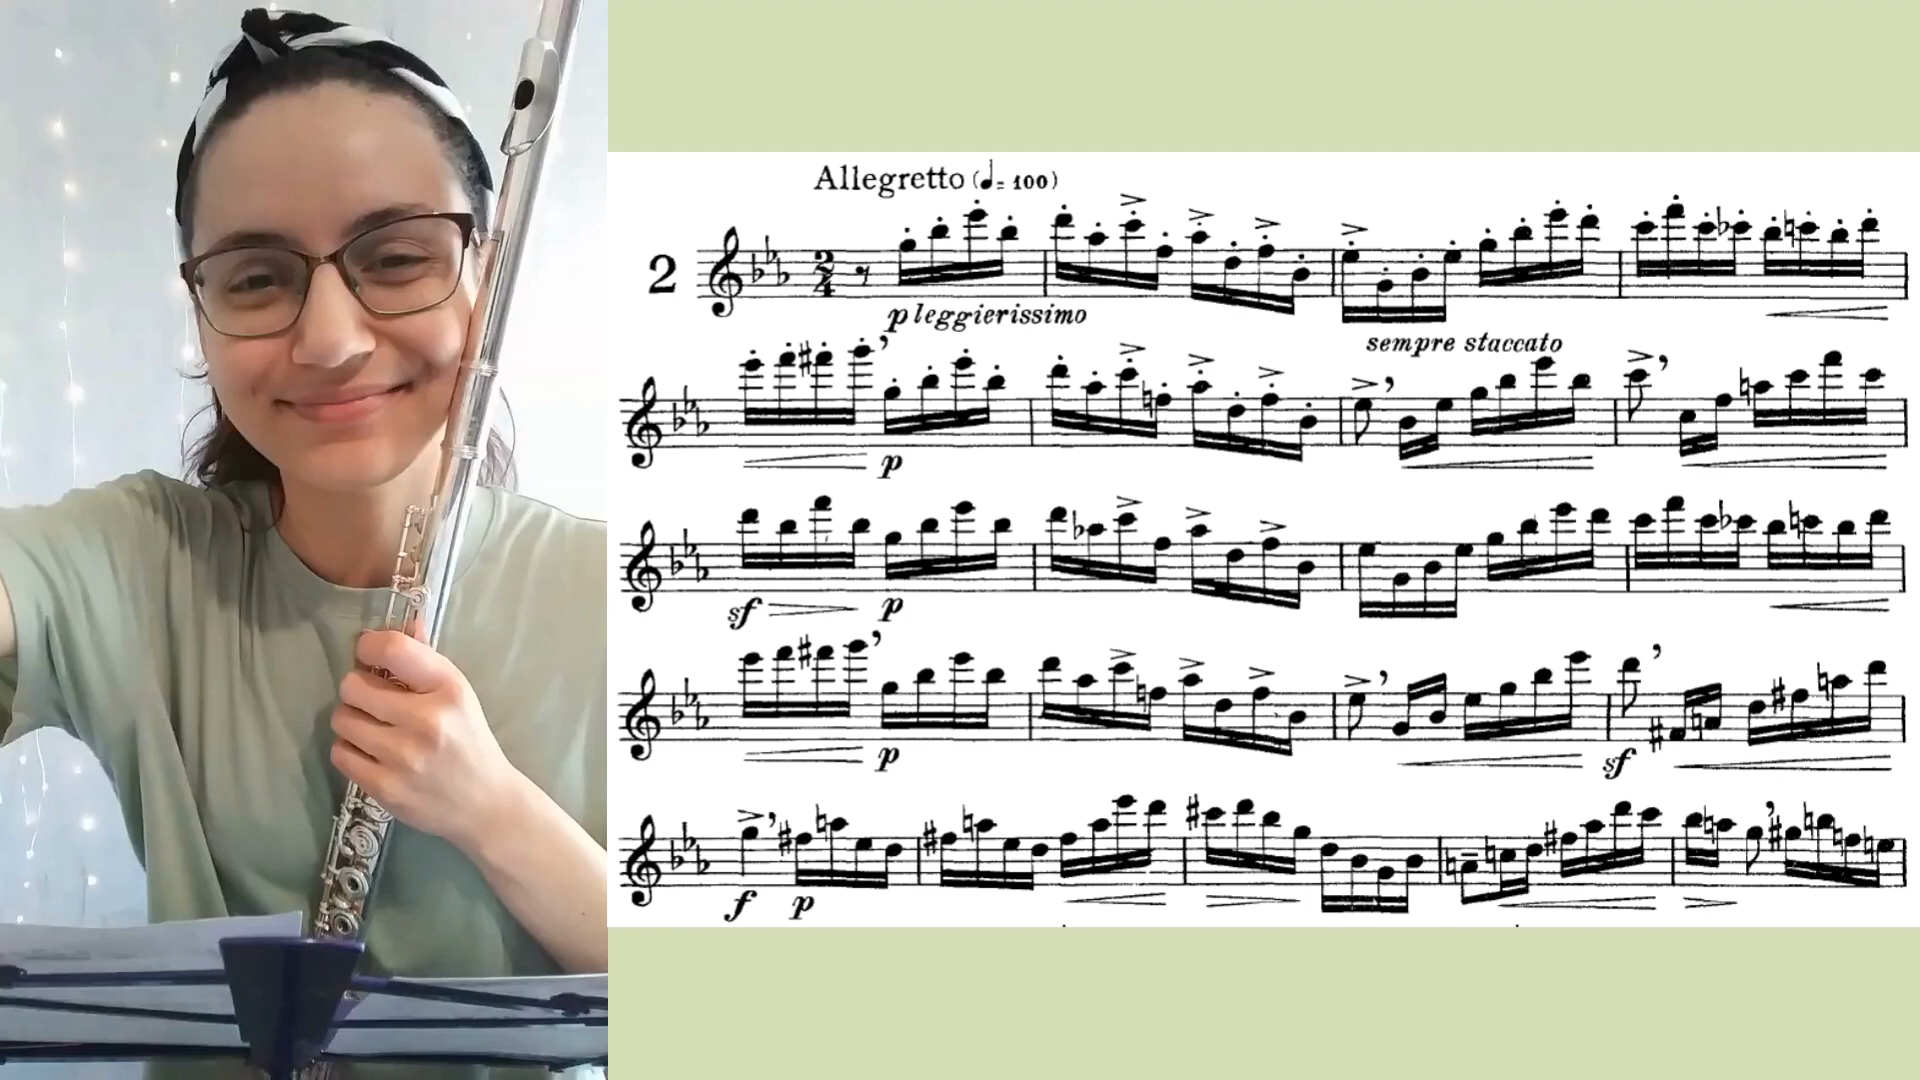 Allegretto (♩= 100)
2
2
4
p leggierissimo
sempre staccato
p
sf p
p
sf
f p